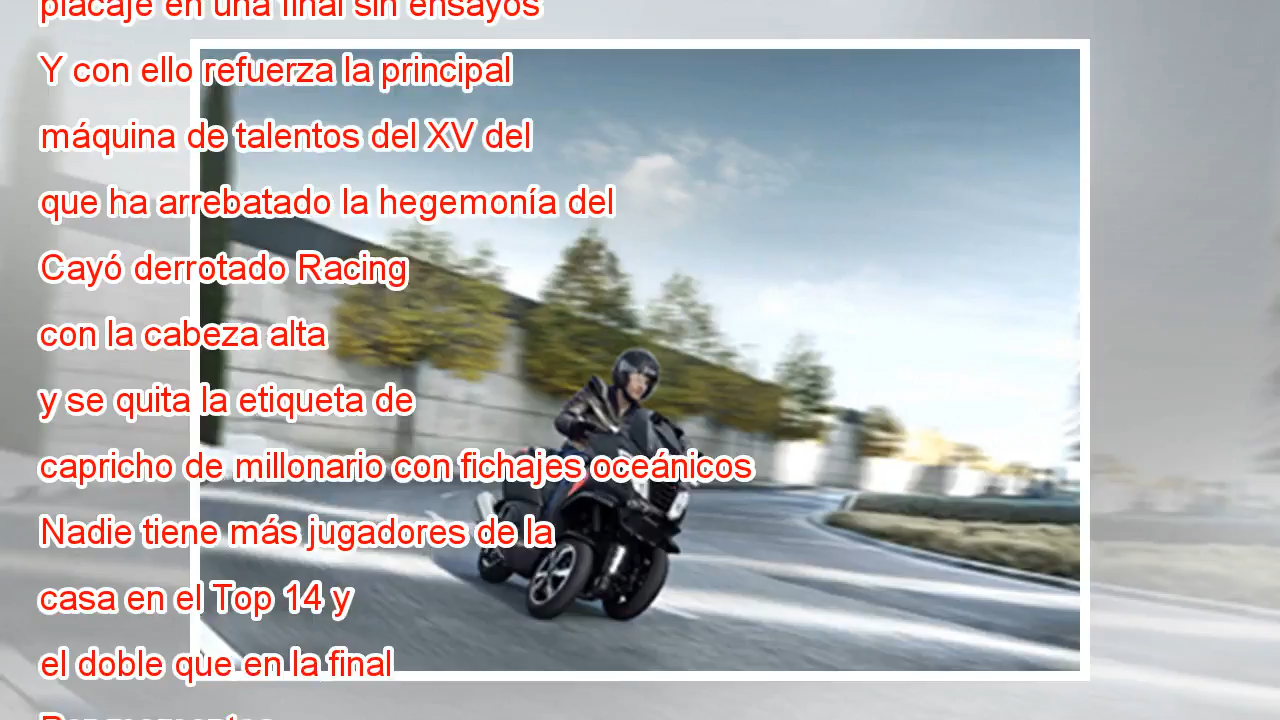 placaje en una final sin ensayos
Y con ello refuerza la principal
máquina de talentos del XV del
que ha arrebatado la hegemonía del
Cayó derrotado Racing
con la cabeza alta
y se quita la etiqueta de
capricho de millonario con fichajes oceánicos
Nadie tiene más jugadores de la
casa en el Top 14 y
el doble que en la final